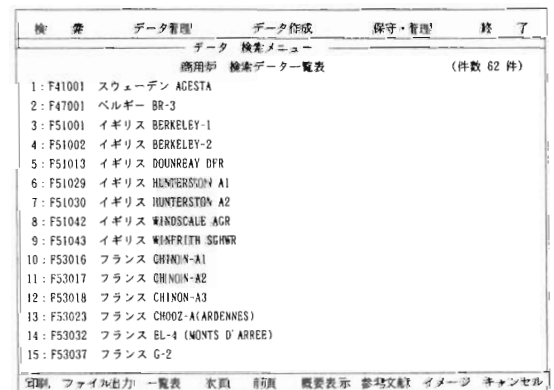 検 索 データ管理 データ作成 保守・管理 終 了
データ 検索メニュー
商用炉 検索データ一覧表 (件数 62 件)
1 : F41001 スウェーデン AGESTA
2 : F47001 ベルギー BR-3
3 : F51001 イギリス BERKELEY-1
4 : F51002 イギリス BERKELEY-2
5 : F51013 イギリス DOUNREAY DFR
6 : F51029 イギリス HUNTERSTON A1
7 : F51030 イギリス HUNTERSTON A2
8 : F51042 イギリス WINDSCALE AGR
9 : F51043 イギリス WINFRITH SGHWR
10 : F53016 フランス CHINON-A1
11 : F53017 フランス CHINON-A2
12 : F53018 フランス CHINON-A3
13 : F53023 フランス CHOOZ-A(ARDENNES)
14 : F53032 フランス EL-4 (MONTS D'ARREE)
15 : F53037 フランス G-2
印刷 ファイル出力 一覧表 次頁 前頁 概要表示 参考文献 イメージ キャンセル